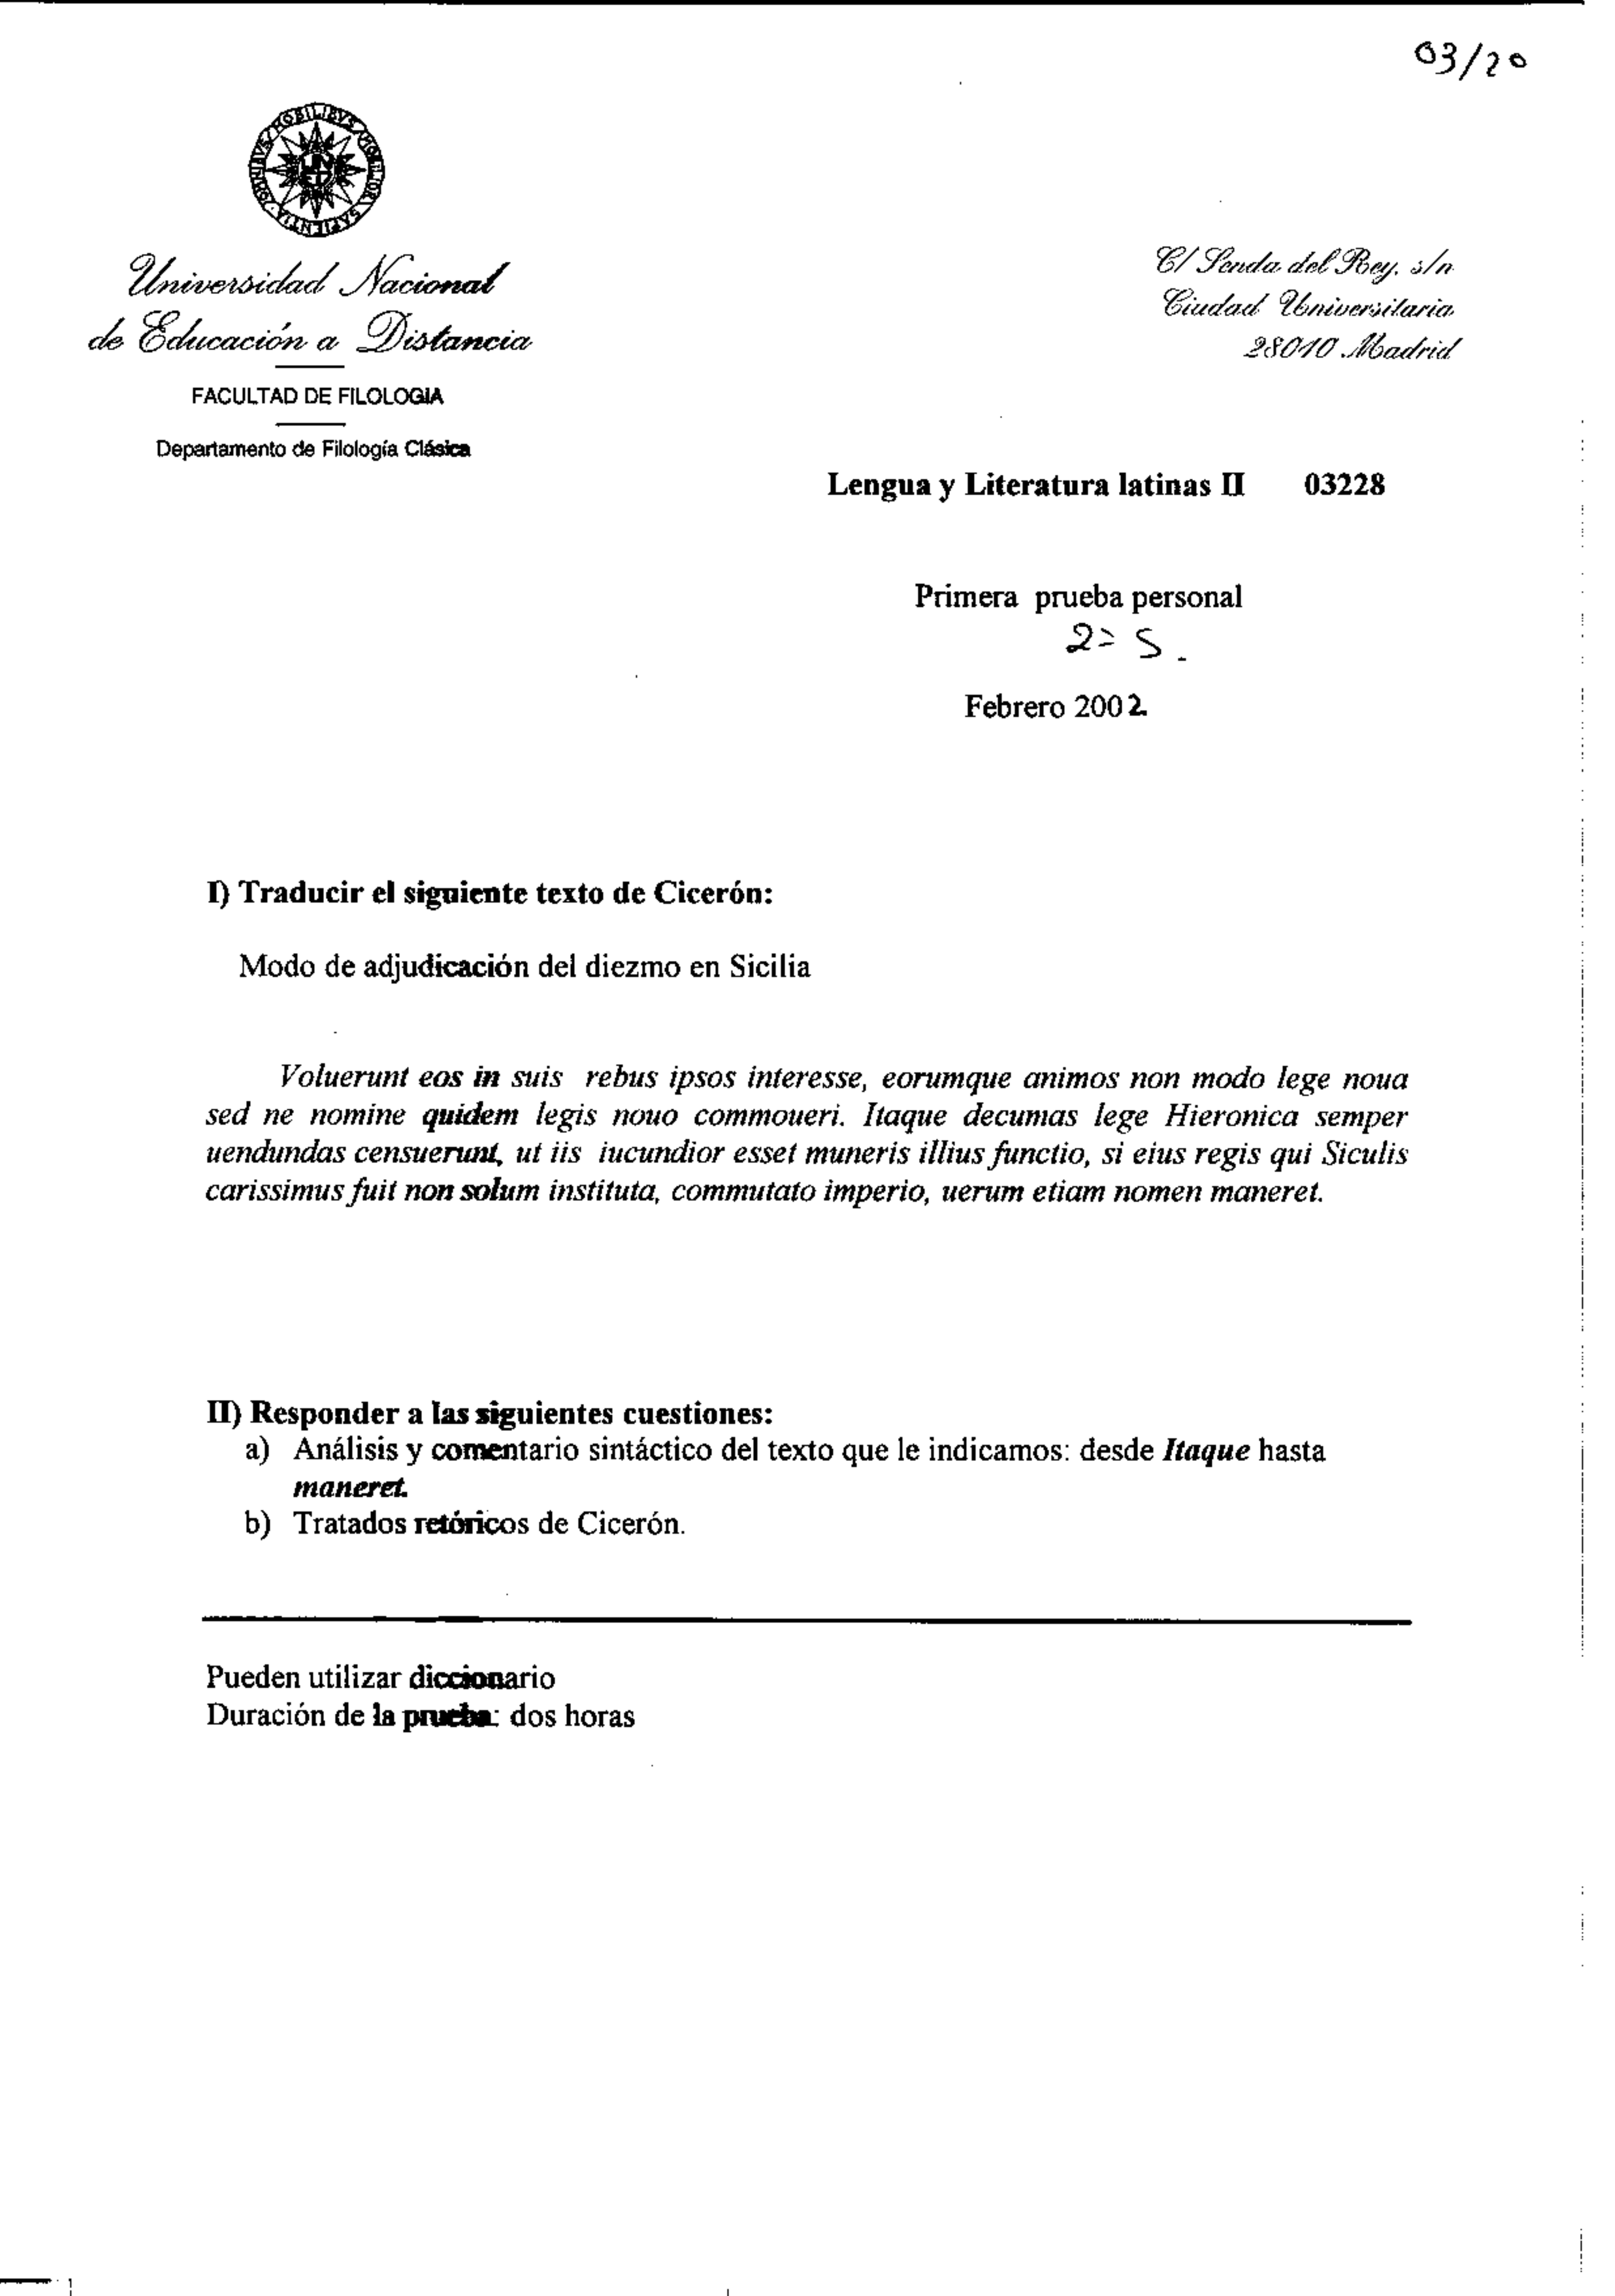 03/20
OMNIBVS MOBILIBVS MOBILIOR SAPIENTIA
UNED
Universidad Nacional
de Educación a Distancia
FACULTAD DE FILOLOGIA
Departamento de Filología Clásica
C/ Senda del Rey, s/n
Ciudad Universitaria
28010 Madrid
Lengua y Literatura latinas II 03228
Primera prueba personal
2ª S.
Febrero 2002
I) Traducir el siguiente texto de Cicerón:
Modo de adjudicación del diezmo en Sicilia
Voluerunt eos in suis rebus ipsos interesse, eorumque animos non modo lege noua
sed ne nomine quidem legis nouo commoueri. Itaque decumas lege Hieronica semper
uendundas censuerunt, ut iis iucundior esset muneris illius functio, si eius regis qui Siculis
carissimus fuit non solum instituta, commutato imperio, uerum etiam nomen maneret.
II) Responder a las siguientes cuestiones:
a) Análisis y comentario sintáctico del texto que le indicamos: desde Itaque hasta
maneret.
b) Tratados retóricos de Cicerón.
Pueden utilizar diccionario
Duración de la prueba: dos horas